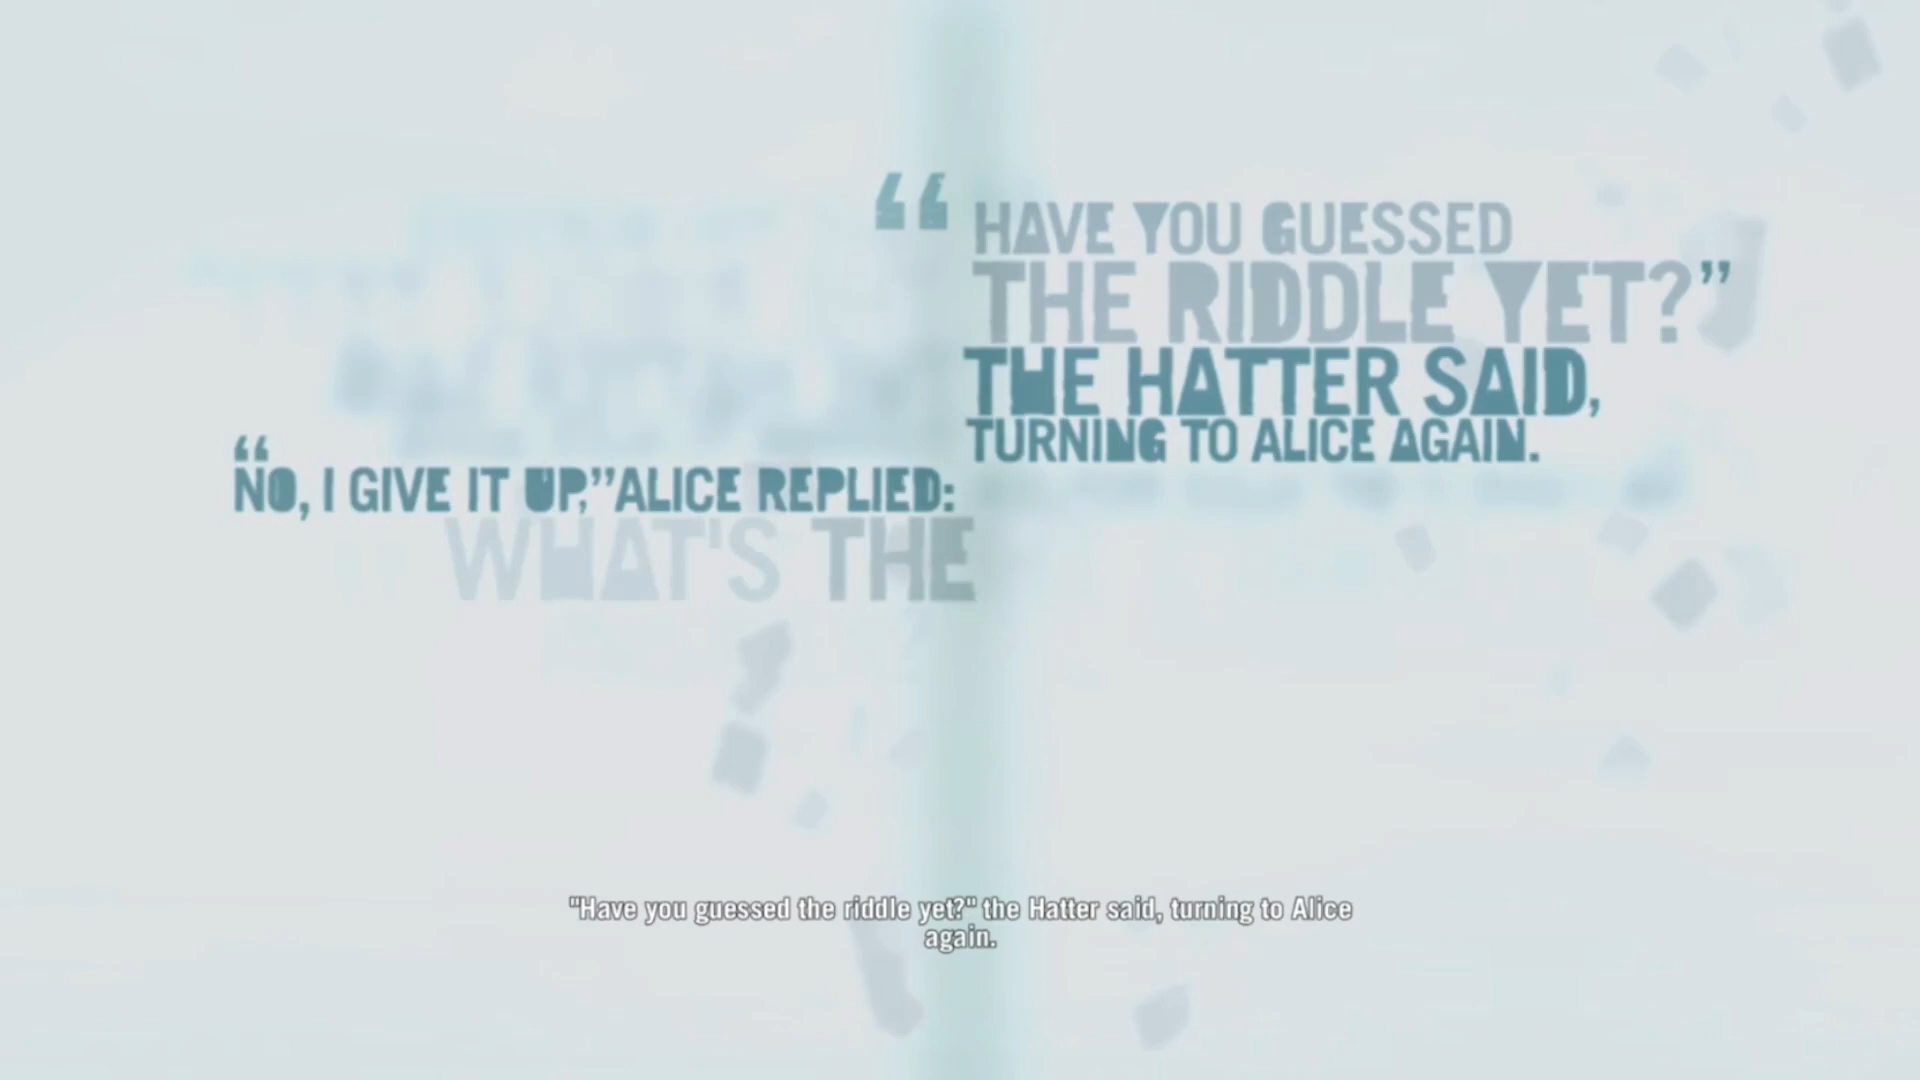 “ HAVE YOU GUESSED
THE RIDDLE YET?”
THE HATTER SAID,
TURNING TO ALICE AGAIN.
“NO, I GIVE IT UP,” ALICE REPLIED:
WHAT'S THE
"Have you guessed the riddle yet?" the Hatter said, turning to Alice
again.